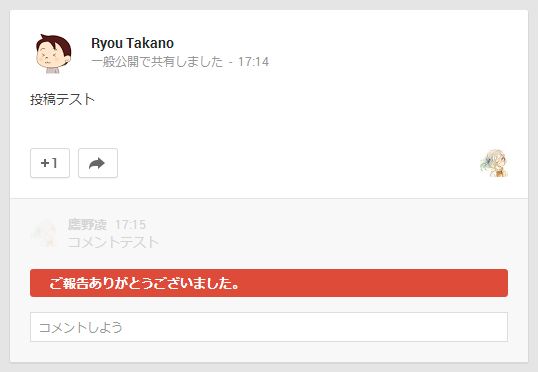 Ryou Takano
一般公開で共有しました - 17:14
投稿テスト
+1
鷹野凌 17:15
コメントテスト
ご報告ありがとうございました。
コメントしよう